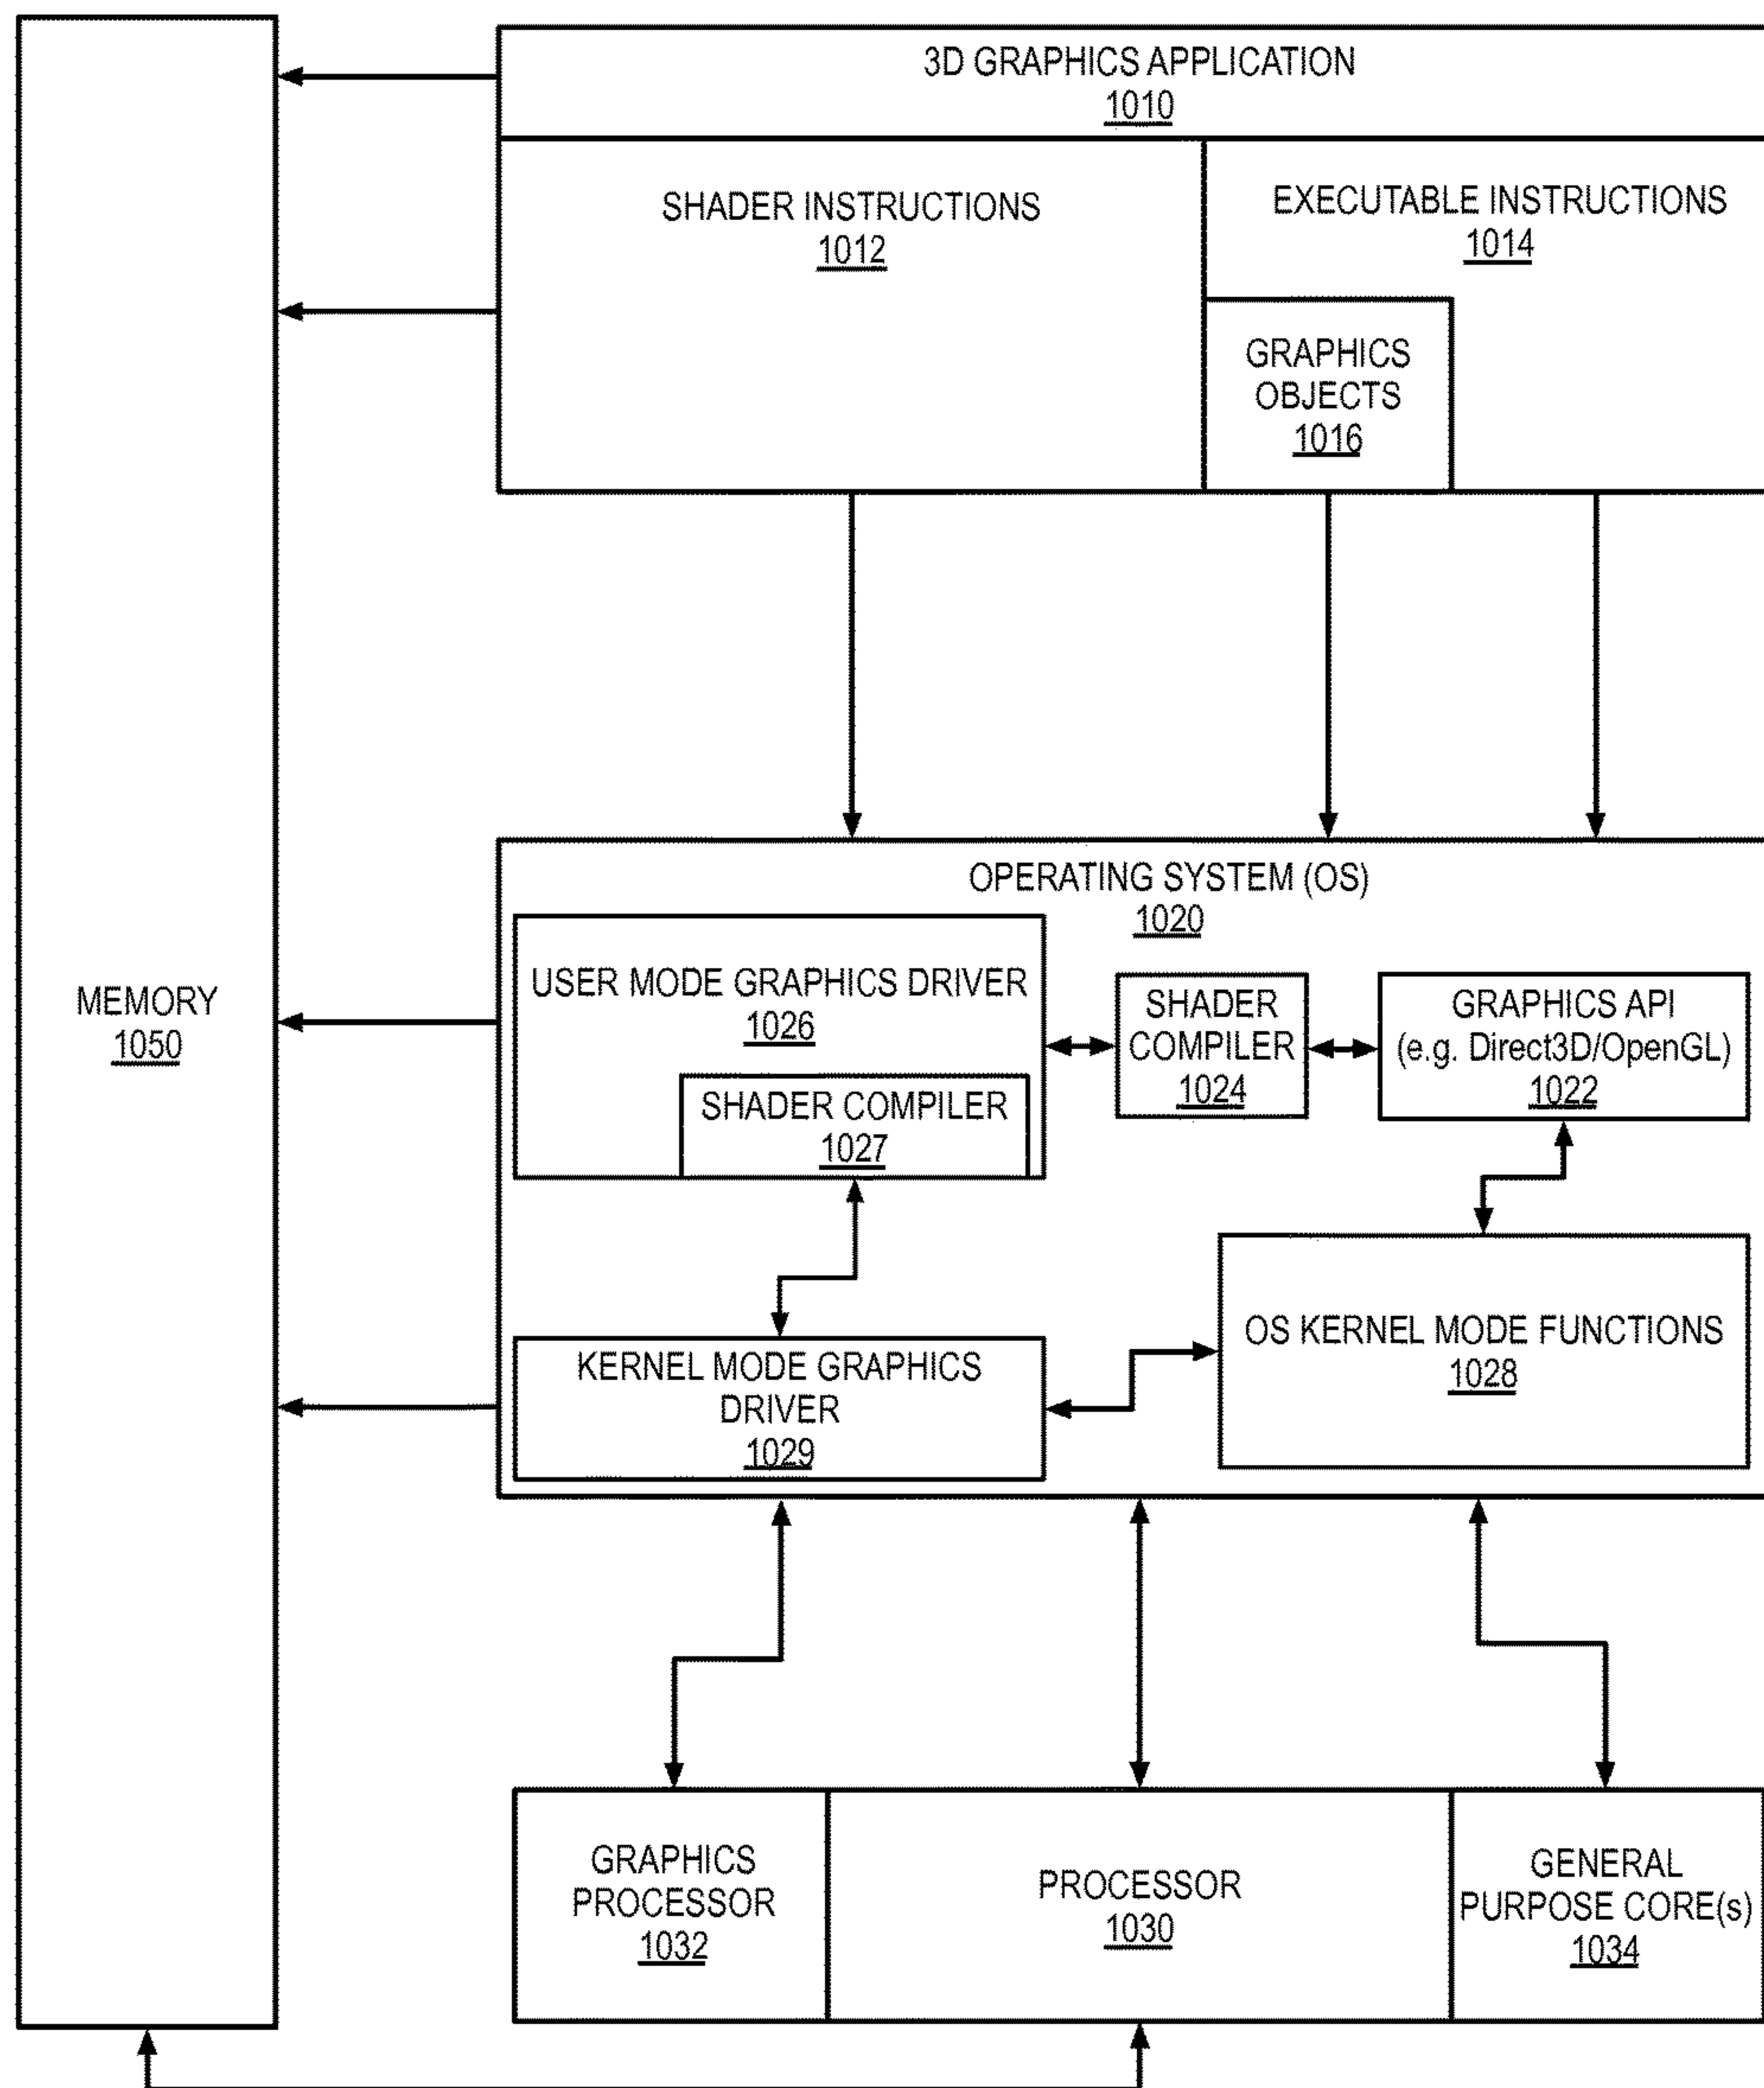 3D GRAPHICS APPLICATION
1010
SHADER INSTRUCTIONS
1012
EXECUTABLE INSTRUCTIONS
1014
GRAPHICS
OBJECTS
1016
OPERATING SYSTEM (OS)
1020
USER MODE GRAPHICS DRIVER
1026
SHADER COMPILER
1027
SHADER
COMPILER
1024
GRAPHICS API
(e.g. Direct3D/OpenGL)
1022
MEMORY
1050
KERNEL MODE GRAPHICS
DRIVER
1029
OS KERNEL MODE FUNCTIONS
1028
GRAPHICS
PROCESSOR
1032
PROCESSOR
1030
GENERAL
PURPOSE CORE(s)
1034